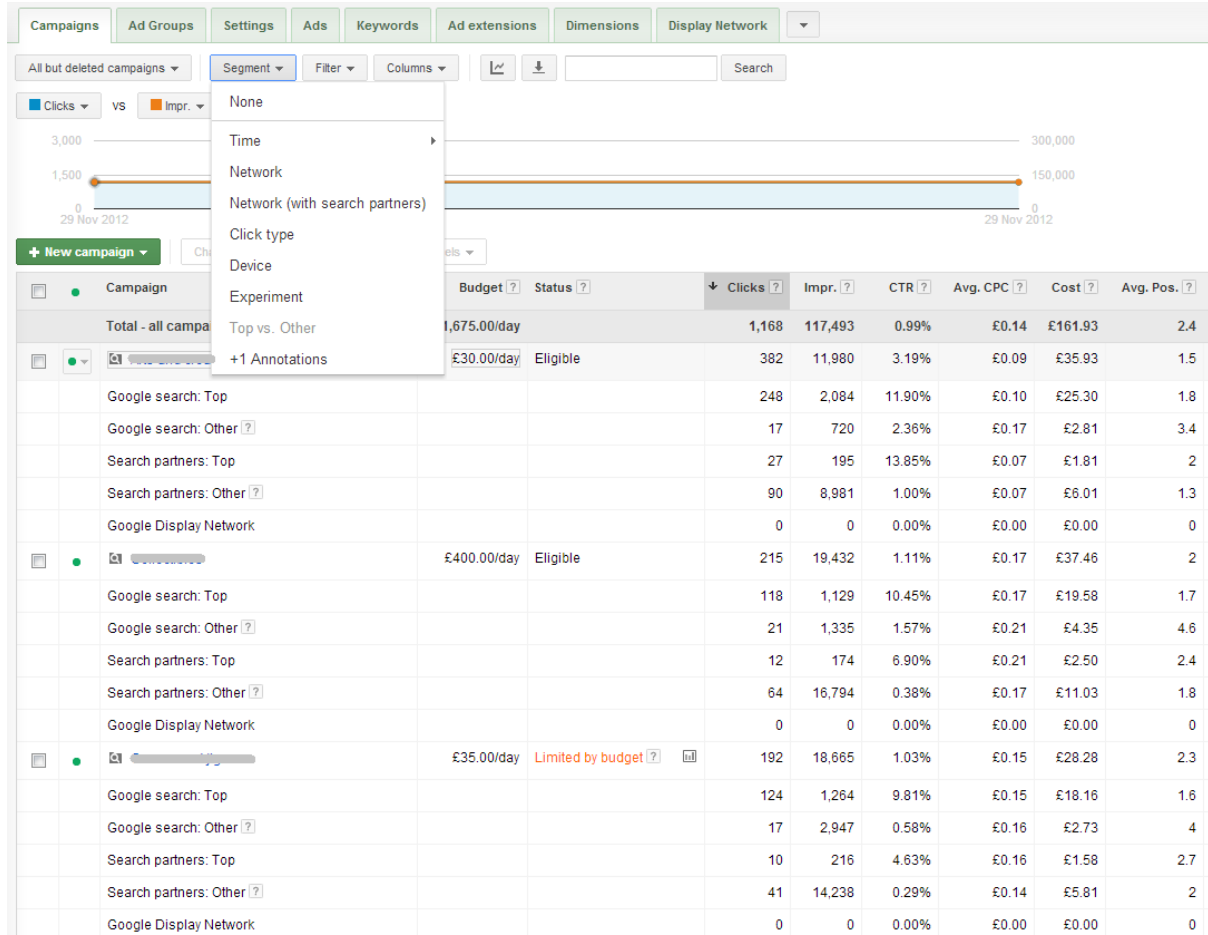 Campaigns Ad Groups Settings Ads Keywords Ad extensions Dimensions Display Network
All but deleted campaigns Segment Filter Columns Search
Clicks vs Impr.
None
Time
Network
Network (with search partners)
Click type
Device
Experiment
Top vs. Other
+1 Annotations
3,000 300,000
1,500 150,000
0 0
29 Nov 2012 29 Nov 2012
+ New campaign
Campaign Budget ? Status ? Clicks ? Impr. ? CTR ? Avg. CPC ? Cost ? Avg. Pos. ?
Total - all 1,168 117,493 0.99% £0.14 £161.93 2.4
£30.00/day Eligible 382 11,980 3.19% £0.09 £35.93 1.5
Google search: Top 248 2,084 11.90% £0.10 £25.30 1.8
Google search: Other ? 17 720 2.36% £0.17 £2.81 3.4
Search partners: Top 27 195 13.85% £0.07 £1.81 2
Search partners: Other ? 90 8,981 1.00% £0.07 £6.01 1.3
Google Display Network 0 0 0.00% £0.00 £0.00 0
£400.00/day Eligible 215 19,432 1.11% £0.17 £37.46 2
Google search: Top 118 1,129 10.45% £0.17 £19.58 1.7
Google search: Other ? 21 1,335 1.57% £0.21 £4.35 4.6
Search partners: Top 12 174 6.90% £0.21 £2.50 2.4
Search partners: Other ? 64 16,794 0.38% £0.17 £11.03 1.8
Google Display Network 0 0 0.00% £0.00 £0.00 0
£35.00/day Limited by budget ? 192 18,665 1.03% £0.15 £28.28 2.3
Google search: Top 124 1,264 9.81% £0.15 £18.16 1.6
Google search: Other ? 17 2,947 0.58% £0.16 £2.73 4
Search partners: Top 10 216 4.63% £0.16 £1.58 2.7
Search partners: Other ? 41 14,238 0.29% £0.14 £5.81 2
Google Display Network 0 0 0.00% £0.00 £0.00 0